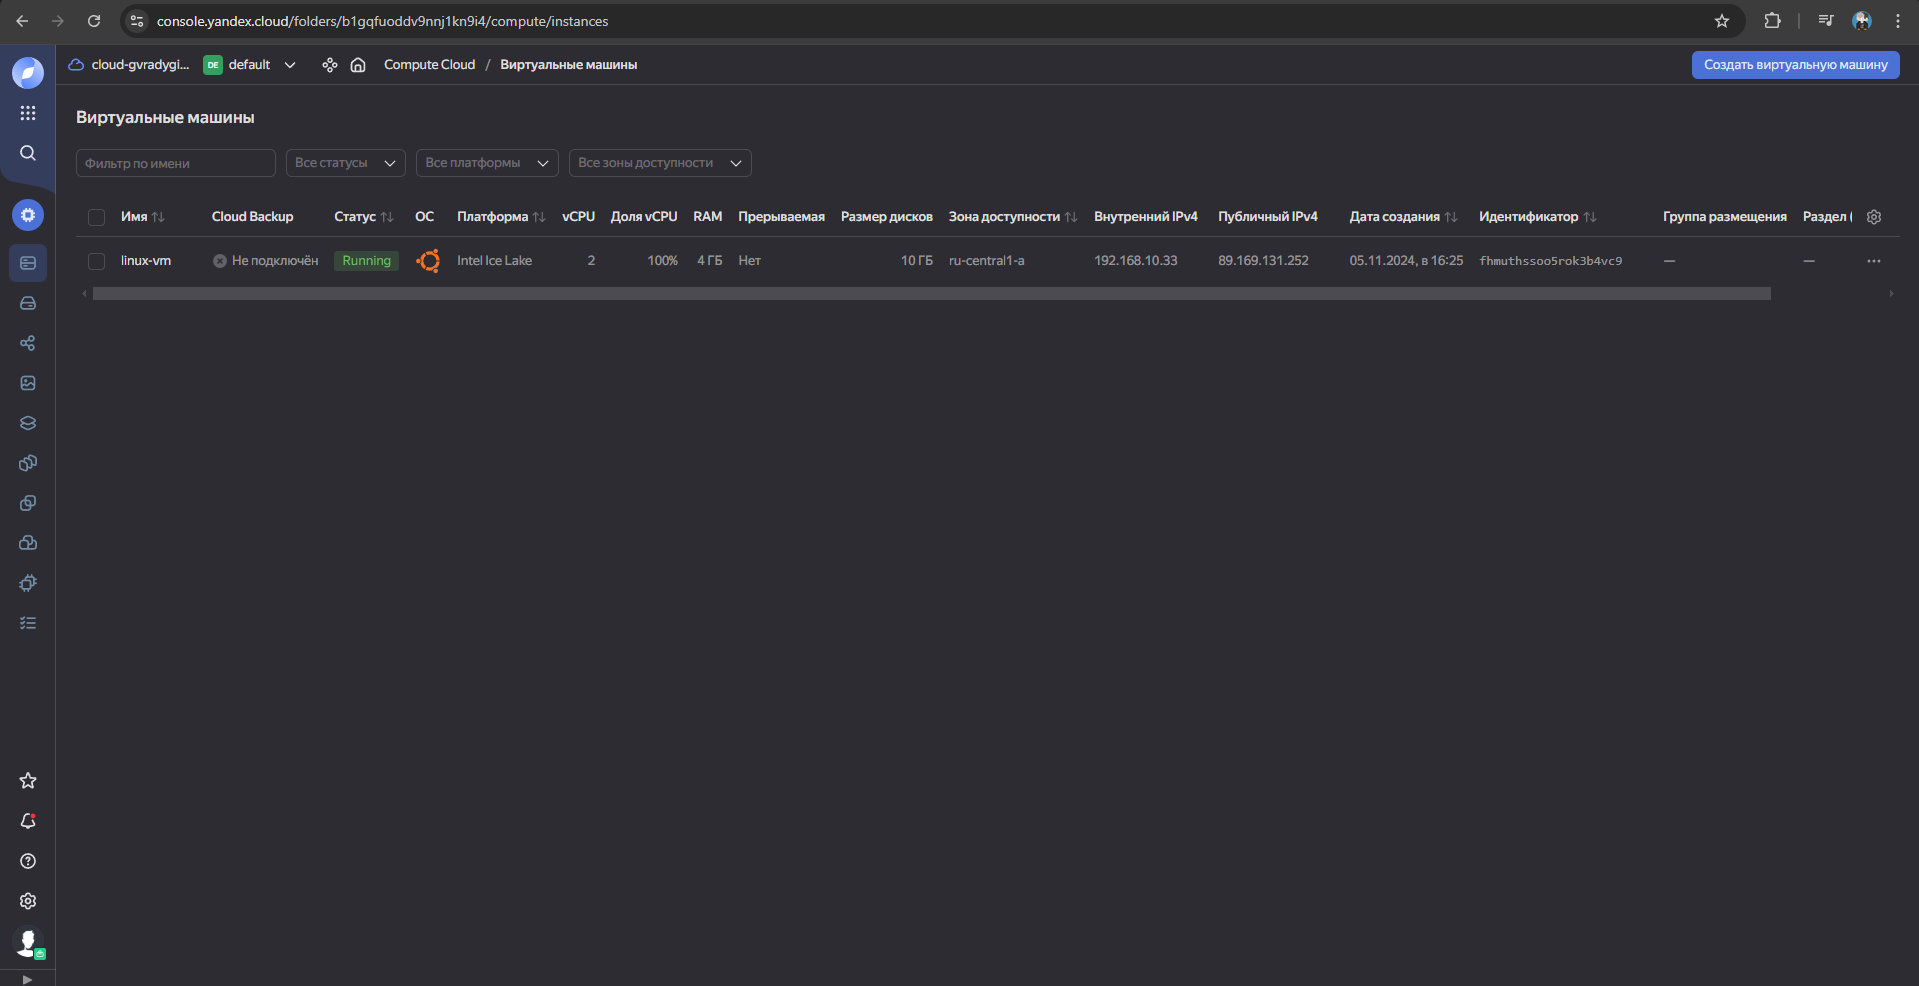 console.yandex.cloud/folders/b1gqfuoddv9nnj1kn9i4/compute/instances
cloud-gvradygi... DE default Compute Cloud / Виртуальные машины Создать виртуальную машину
Виртуальные машины
Фильтр по имени Все статусы Все платформы Все зоны доступности
Имя Cloud Backup Статус ОС Платформа vCPU Доля vCPU RAM Прерываемая Размер дисков Зона доступности Внутренний IPv4 Публичный IPv4 Дата создания Идентификатор Группа размещения Раздел (
linux-vm Не подключён Running Intel Ice Lake 2 100% 4 ГБ Нет 10 ГБ ru-central1-a 192.168.10.33 89.169.131.252 05.11.2024, в 16:25 fhmuthssoo5rok3b4vc9 — — ...